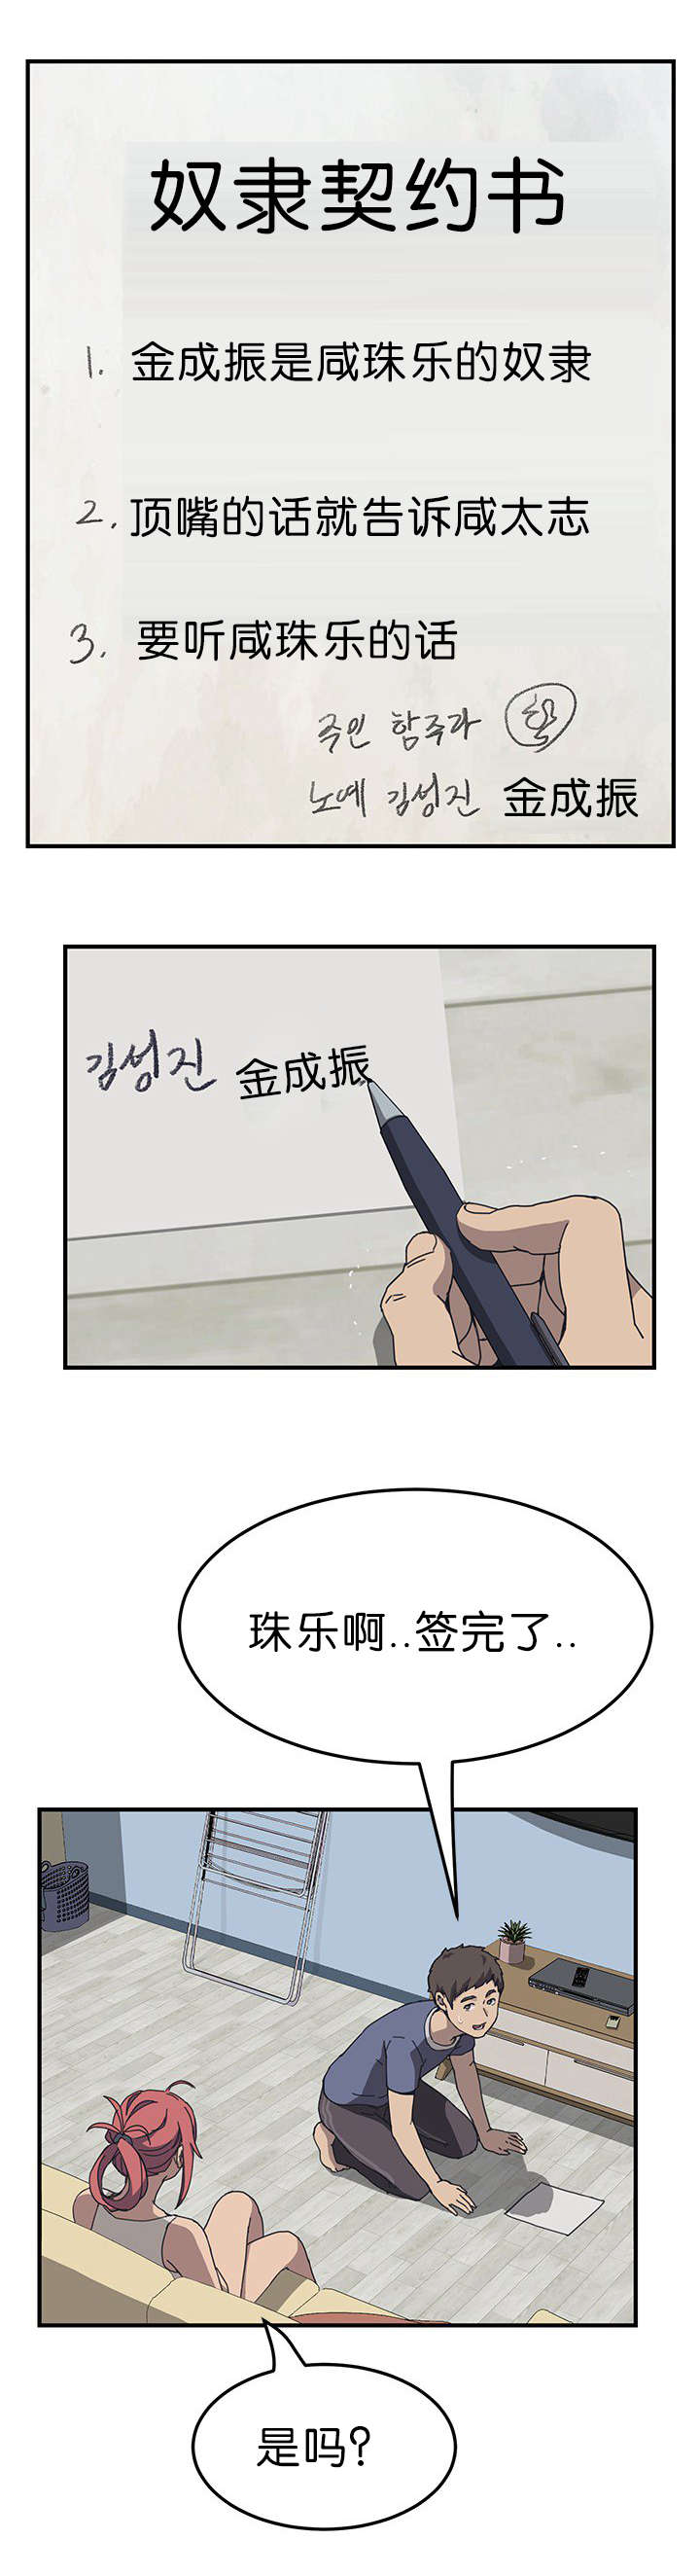 奴隶契约书
1. 金成振是咸珠乐的奴隶
2. 顶嘴的话就告诉咸太志
3. 要听咸珠乐的话
주인 함주라
노예 김성진 金成振
김성진 金成振
珠乐啊..签完了..
是吗?